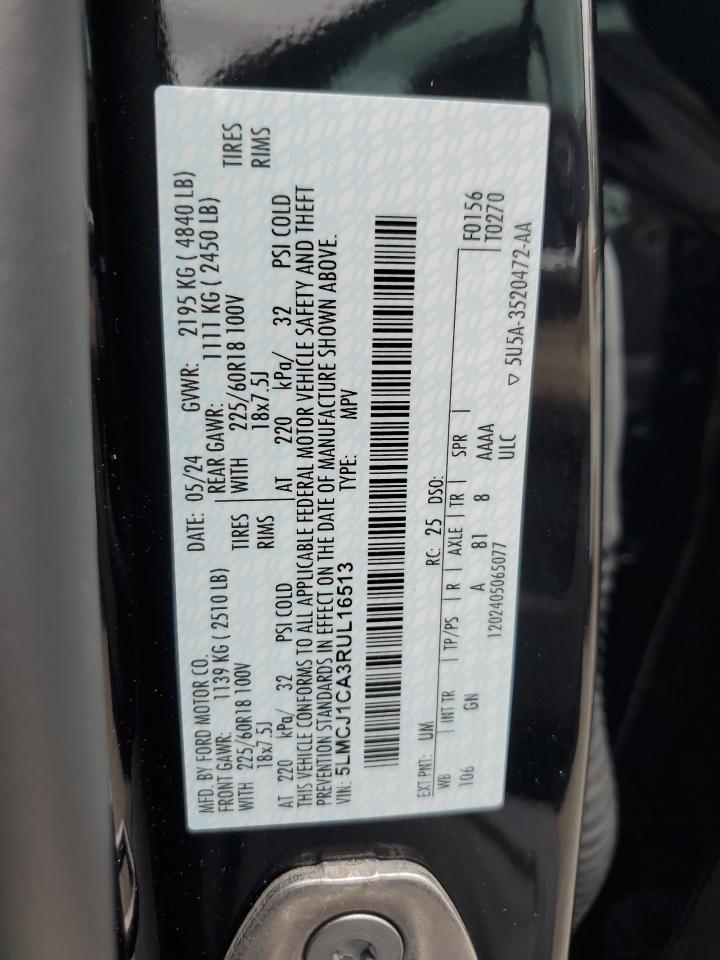 MFD. BY FORD MOTOR CO. DATE: 05/24 GVWR: 2195 KG ( 4840 LB)
FRONT GAWR: 1139 KG ( 2510 LB) REAR GAWR: 1111 KG ( 2450 LB)
WITH 225/60R18 100V TIRES WITH 225/60R18 100V TIRES
18x7.5J RIMS 18x7.5J RIMS
AT 220 kPa/ 32 PSI COLD AT 220 kPa/ 32 PSI COLD
THIS VEHICLE CONFORMS TO ALL APPLICABLE FEDERAL MOTOR VEHICLE SAFETY AND THEFT
PREVENTION STANDARDS IN EFFECT ON THE DATE OF MANUFACTURE SHOWN ABOVE.
VIN: 5LMCJ1CA3RUL16513 TYPE: MPV
EXT PNT: UM RC: 25 DSO:
WB INT TR TP/PS R AXLE TR SPR F0156
106 GN A 81 8 AAAA T0270
1202405065077 ULC
5U5A-3520472-AA